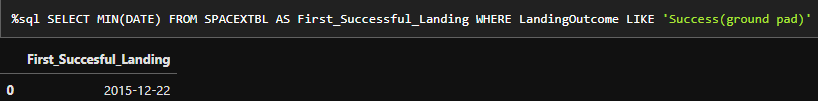 %sql SELECT MIN(DATE) FROM SPACEXTBL AS First_Successful_Landing WHERE LandingOutcome LIKE 'Success(ground pad)'
First_Succesful_Landing
0 2015-12-22